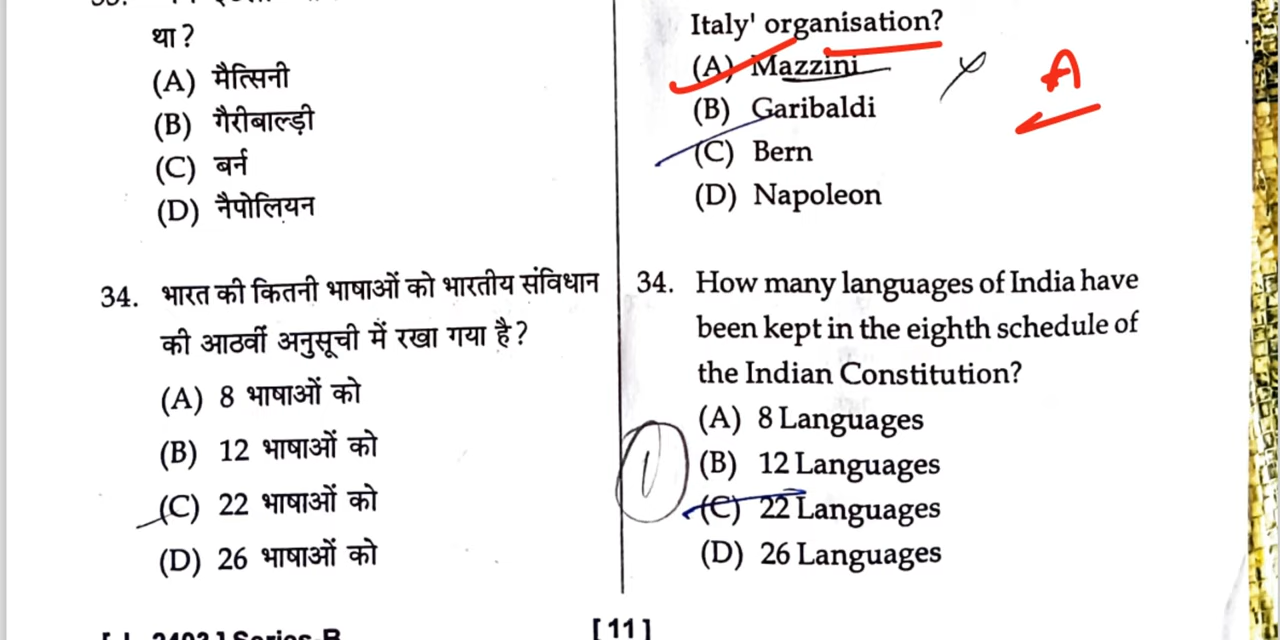 था?
(A) मैत्सिनी
(B) गैरीबाल्ड़ी
(C) बर्न
(D) नैपोलियन
34. भारत की कितनी भाषाओं को भारतीय संविधान
की आठवीं अनुसूची में रखा गया है?
(A) 8 भाषाओं को
(B) 12 भाषाओं को
(C) 22 भाषाओं को
(D) 26 भाषाओं को
Italy' organisation?
(A) Mazzini
A
(B) Garibaldi
(C) Bern
(D) Napoleon
34. How many languages of India have
been kept in the eighth schedule of
the Indian Constitution?
(A) 8 Languages
(B) 12 Languages
(C) 22 Languages
(D) 26 Languages
[11]
Series-B